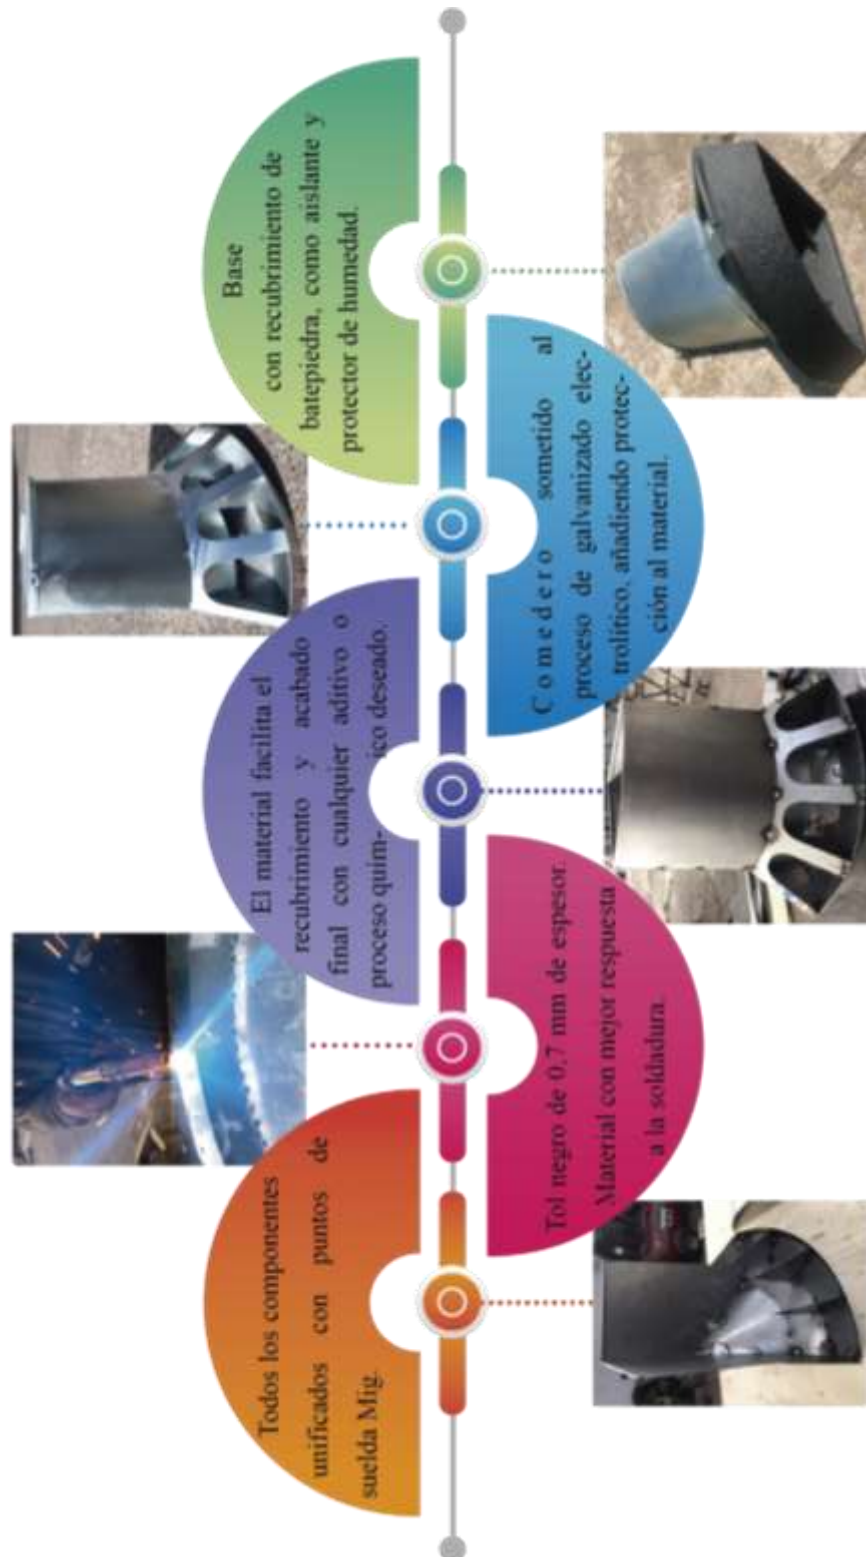 Todos los componentes
unificados con puntos de
suelda Mig.
Tol negro de 0,7 mm de espesor.
Material con mejor respuesta
a la soldadura.
El material facilita el
recubrimiento y acabado
final con cualquier aditivo o
proceso quim- ico deseado.
Comedero sometido al
proceso de galvanizado elec-
trolítico, añadiendo protec-
ción al material.
Base
con recubrimiento de
batepiedra, como aislante y
protector de humedad.